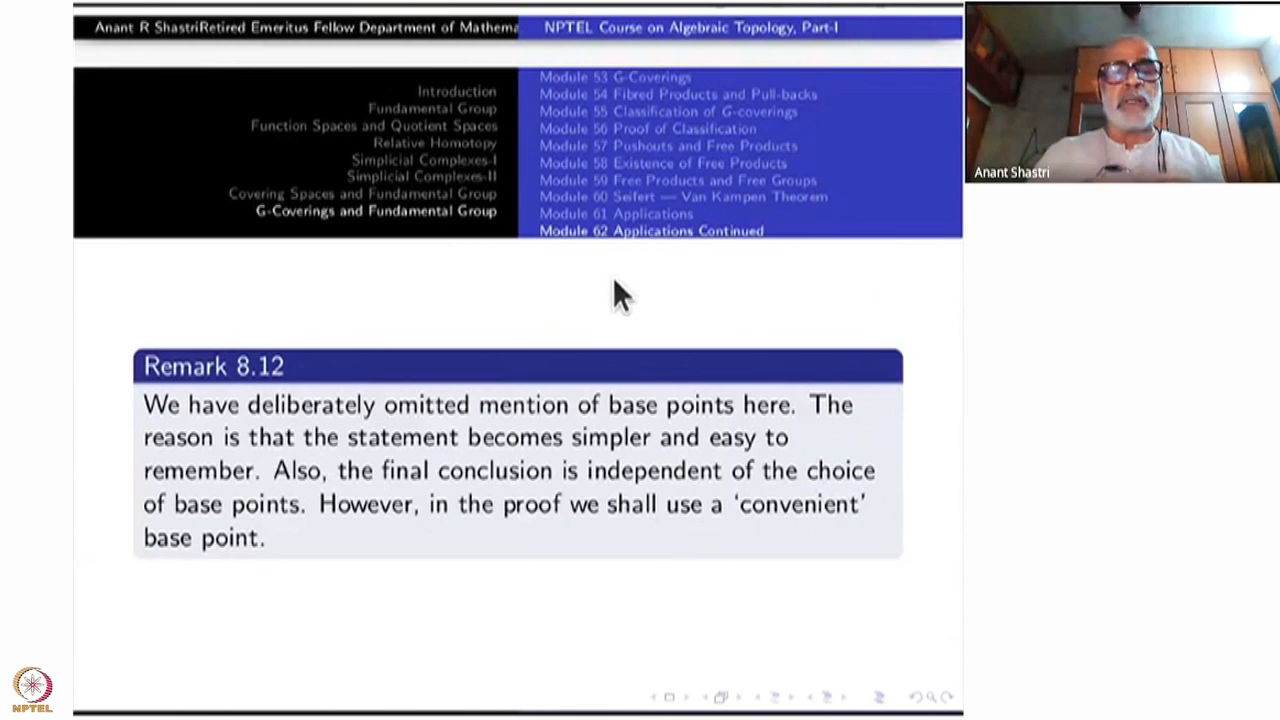 Anant R ShastriRetired Emeritus Fellow Department of Mathema
NPTEL Course on Algebraic Topology, Part-I
Introduction
Fundamental Group
Function Spaces and Quotient Spaces
Relative Homotopy
Simplicial Complexes-I
Simplicial Complexes-II
Covering Spaces and Fundamental Group
G-Coverings and Fundamental Group
Module 53 G-Coverings
Module 54 Fibred Products and Pull-backs
Module 55 Classification of G-coverings
Module 56 Proof of Classification
Module 57 Pushouts and Free Products
Module 58 Existence of Free Products
Module 59 Free Products and Free Groups
Module 60 Seifert — Van Kampen Theorem
Module 61 Applications
Module 62 Applications Continued
Anant Shastri
Remark 8.12
We have deliberately omitted mention of base points here. The
reason is that the statement becomes simpler and easy to
remember. Also, the final conclusion is independent of the choice
of base points. However, in the proof we shall use a ‘convenient’
base point.
NPTEL